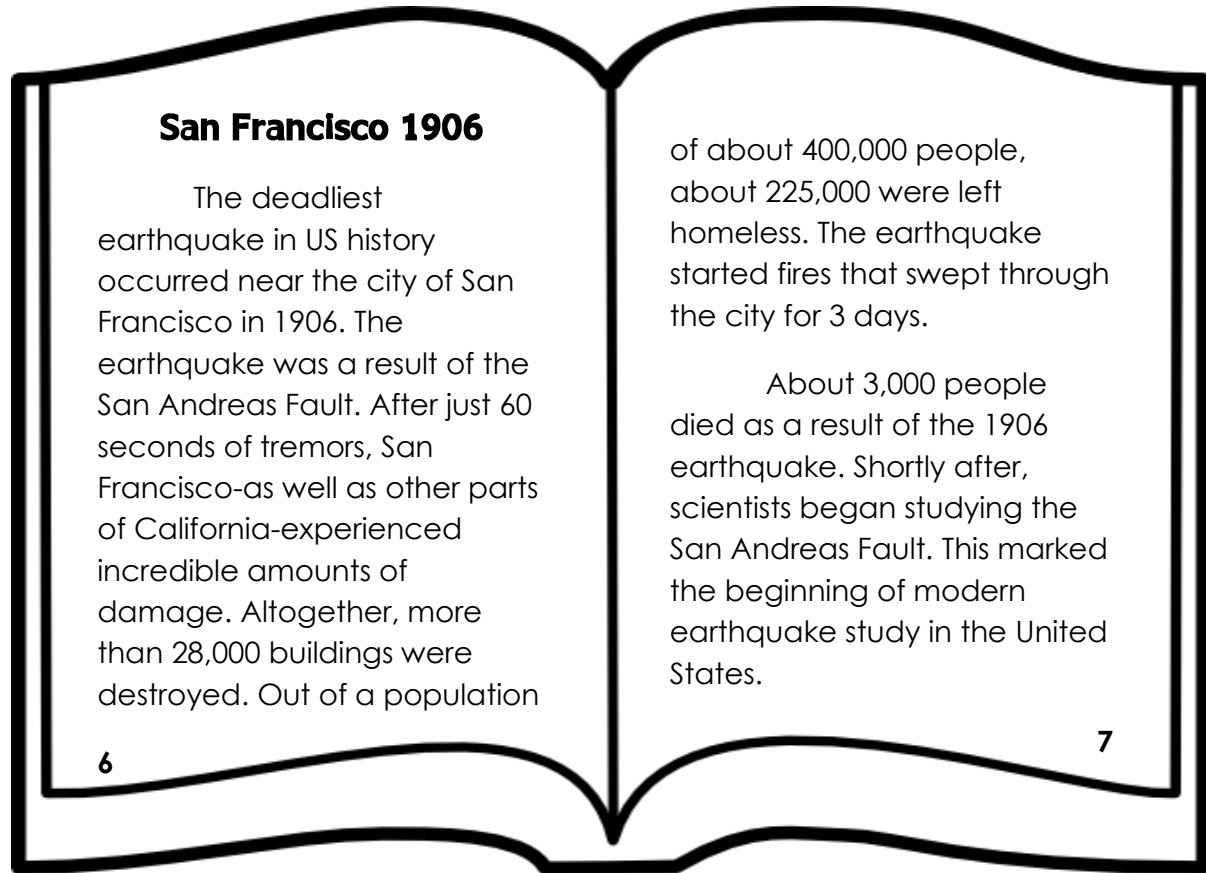 San Francisco 1906
The deadliest
earthquake in US history
occurred near the city of San
Francisco in 1906. The
earthquake was a result of the
San Andreas Fault. After just 60
seconds of tremors, San
Francisco-as well as other parts
of California-experienced
incredible amounts of
damage. Altogether, more
than 28,000 buildings were
destroyed. Out of a population
6
of about 400,000 people,
about 225,000 were left
homeless. The earthquake
started fires that swept through
the city for 3 days.
About 3,000 people
died as a result of the 1906
earthquake. Shortly after,
scientists began studying the
San Andreas Fault. This marked
the beginning of modern
earthquake study in the United
States.
7